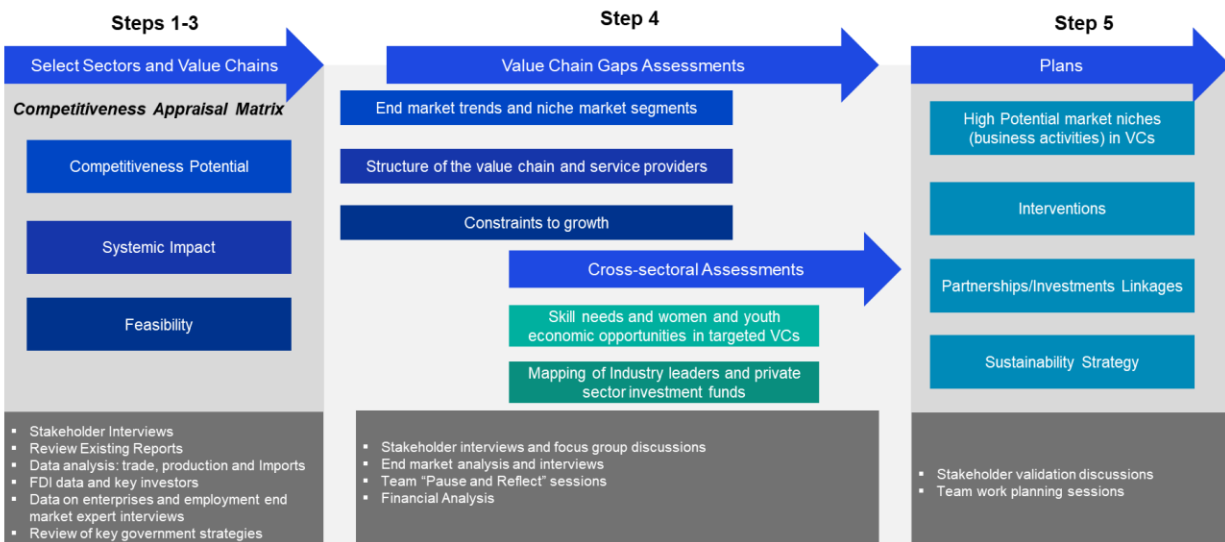 Steps 1-3
Select Sectors and Value Chains
Competitiveness Appraisal Matrix
Competitiveness Potential
Systemic Impact
Feasibility
▪ Stakeholder Interviews
▪ Review Existing Reports
▪ Data analysis: trade, production and Imports
▪ FDI data and key investors
▪ Data on enterprises and employment end
market expert interviews
▪ Review of key government strategies
Step 4
Value Chain Gaps Assessments
End market trends and niche market segments
Structure of the value chain and service providers
Constraints to growth
Cross-sectoral Assessments
Skill needs and women and youth
economic opportunities in targeted VCs
Mapping of Industry leaders and private
sector investment funds
▪ Stakeholder interviews and focus group discussions
▪ End market analysis and interviews
▪ Team “Pause and Reflect” sessions
▪ Financial Analysis
Step 5
Plans
High Potential market niches
(business activities) in VCs
Interventions
Partnerships/Investments Linkages
Sustainability Strategy
▪ Stakeholder validation discussions
▪ Team work planning sessions